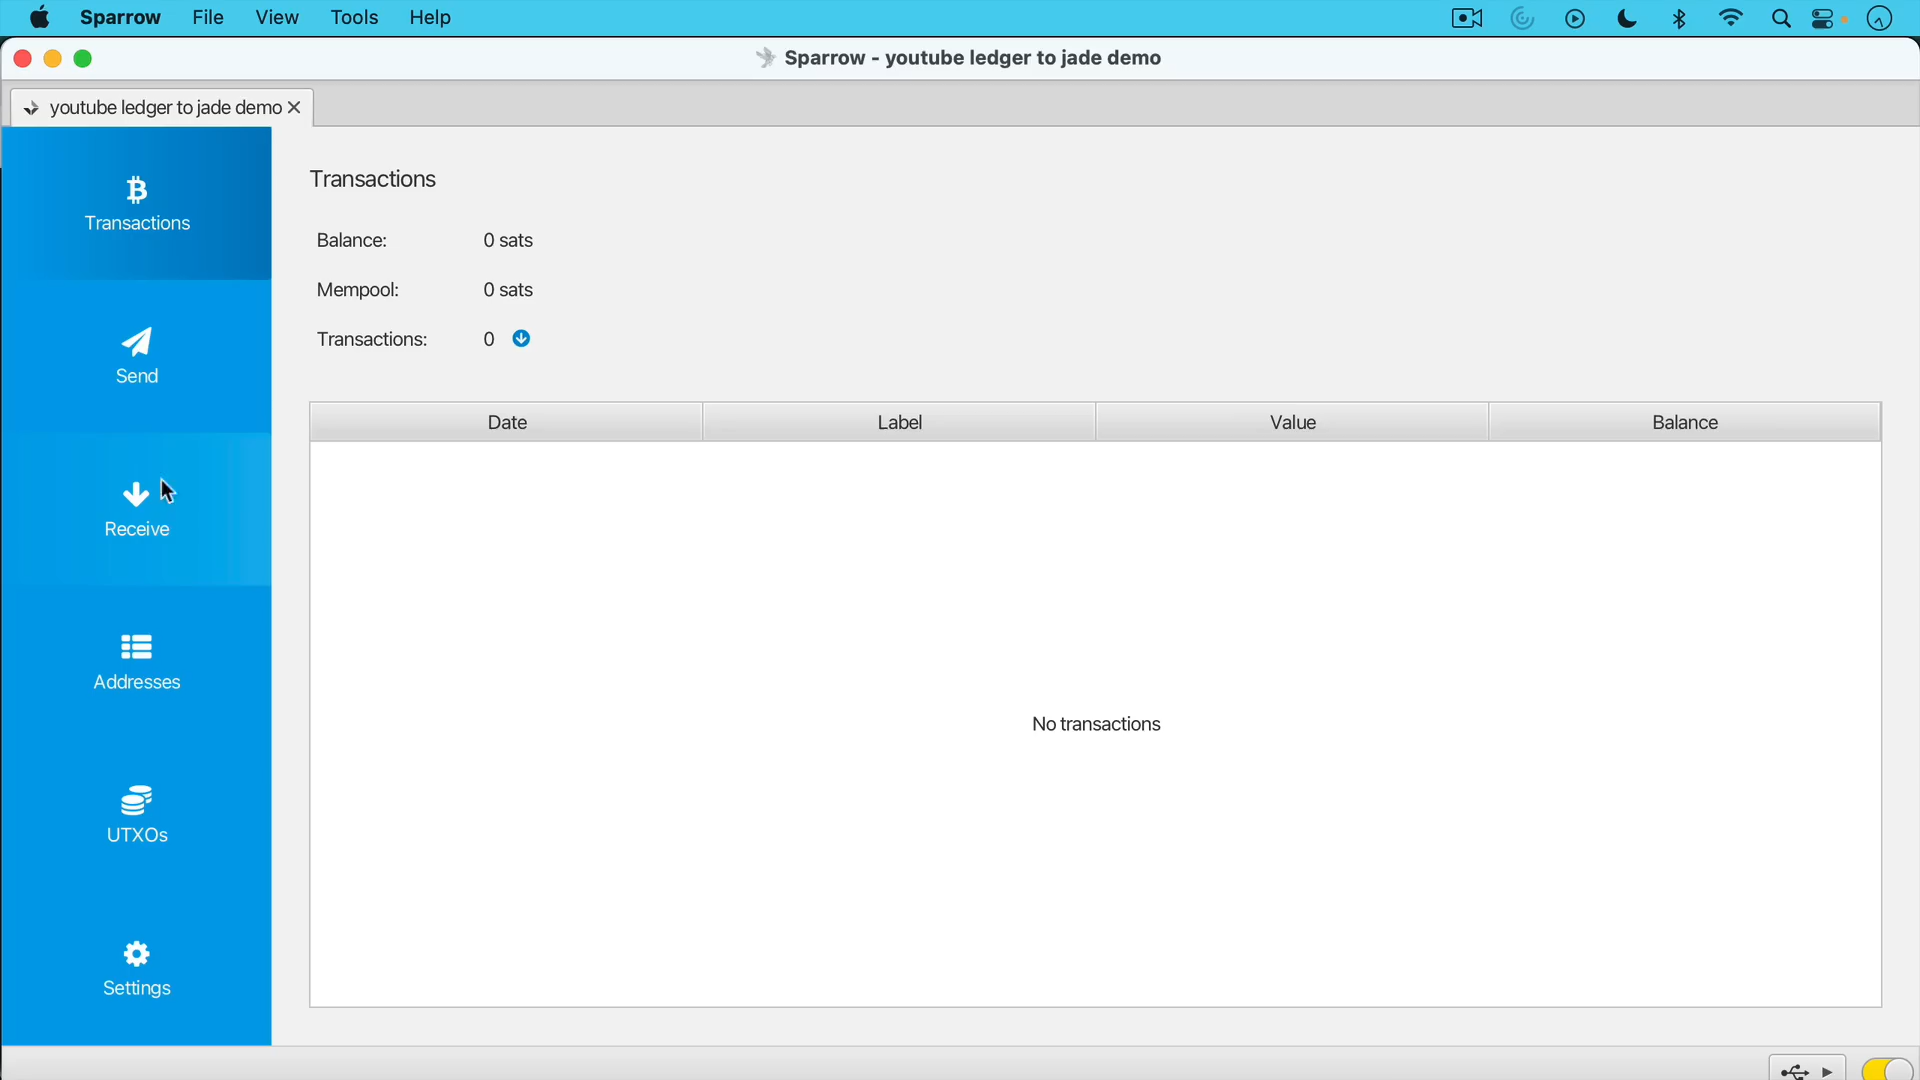 Sparrow File View Tools Help
Sparrow - youtube ledger to jade demo
youtube ledger to jade demo
Transactions
Send
Receive
Addresses
UTXOs
Settings
Transactions
Balance: 0 sats
Mempool: 0 sats
Transactions: 0
Date Label Value Balance
No transactions